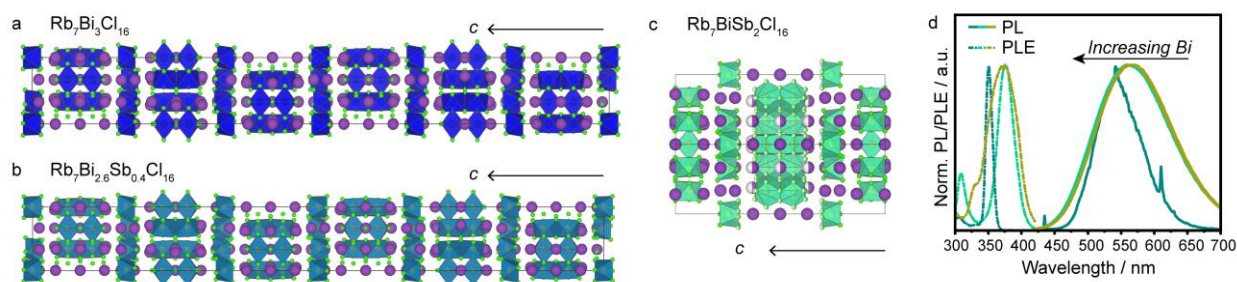 a Rb₇Bi₃Cl₁₆
c
b Rb₇Bi₂.₆Sb₀.₄Cl₁₆
c
c Rb₇BiSb₂Cl₁₆
c
d
PL
PLE
Increasing Bi
Norm. PL/PLE / a.u.
300 350 400 450 500 550 600 650 700
Wavelength / nm